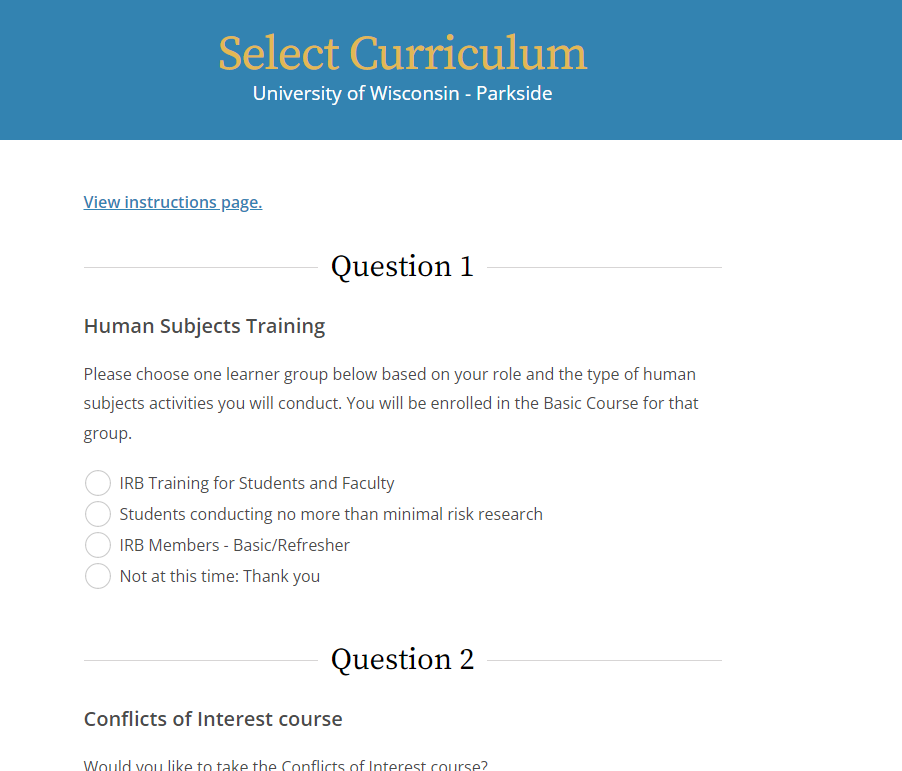 Select Curriculum
University of Wisconsin - Parkside
View instructions page.
Question 1
Human Subjects Training
Please choose one learner group below based on your role and the type of human
subjects activities you will conduct. You will be enrolled in the Basic Course for that
group.
IRB Training for Students and Faculty
Students conducting no more than minimal risk research
IRB Members - Basic/Refresher
Not at this time: Thank you
Question 2
Conflicts of Interest course
Would you like to take the Conflicts of Interest course?